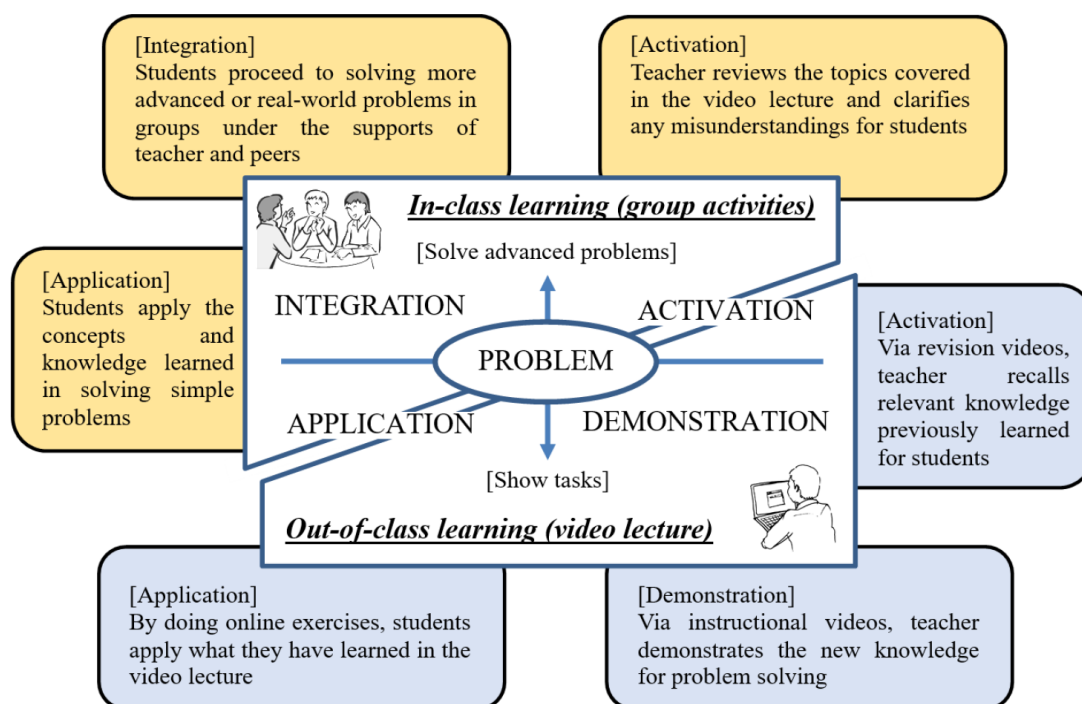 [Integration]
Students proceed to solving more
advanced or real-world problems in
groups under the supports of
teacher and peers
[Activation]
Teacher reviews the topics covered
in the video lecture and clarifies
any misunderstandings for students
In-class learning (group activities)
[Solve advanced problems]
INTEGRATION
ACTIVATION
[Application]
Students apply the
concepts and
knowledge learned
in solving simple
problems
PROBLEM
[Activation]
Via revision videos,
teacher recalls
relevant knowledge
previously learned
for students
APPLICATION
DEMONSTRATION
[Show tasks]
Out-of-class learning (video lecture)
[Application]
By doing online exercises, students
apply what they have learned in the
video lecture
[Demonstration]
Via instructional videos, teacher
demonstrates the new knowledge
for problem solving